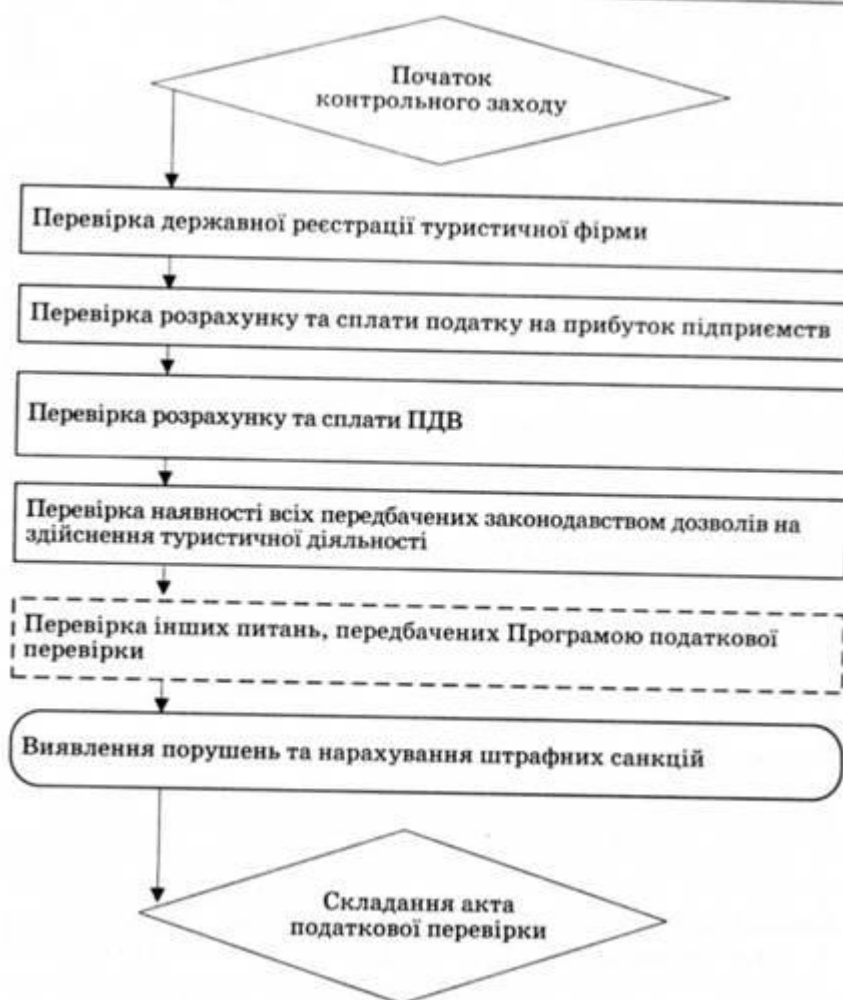 Початок
контрольного заходу
Перевірка державної реєстрації туристичної фірми
Перевірка розрахунку та сплати податку на прибуток підприємств
Перевірка розрахунку та сплати ПДВ
Перевірка наявності всіх передбачених законодавством дозволів на
здійснення туристичної діяльності
Перевірка інших питань, передбачених Програмою податкової
перевірки
Виявлення порушень та нарахування штрафних санкцій
Складання акта
податкової перевірки